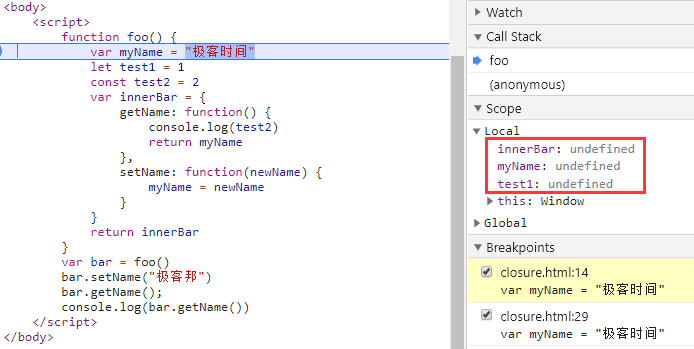 <body>
<script>
function foo() {
var myName = "极客时间"
let test1 = 1
const test2 = 2
var innerBar = {
getName: function() {
console.log(test2)
return myName
},
setName: function(newName) {
myName = newName
}
}
return innerBar
}
var bar = foo()
bar.setName("极客邦")
bar.getName();
console.log(bar.getName())
</script>
</body>
Watch
Call Stack
foo
(anonymous)
Scope
Local
innerBar: undefined
myName: undefined
test1: undefined
this: Window
Global
Breakpoints
closure.html:14
var myName = "极客时间"
closure.html:29
var myName = "极客时间"